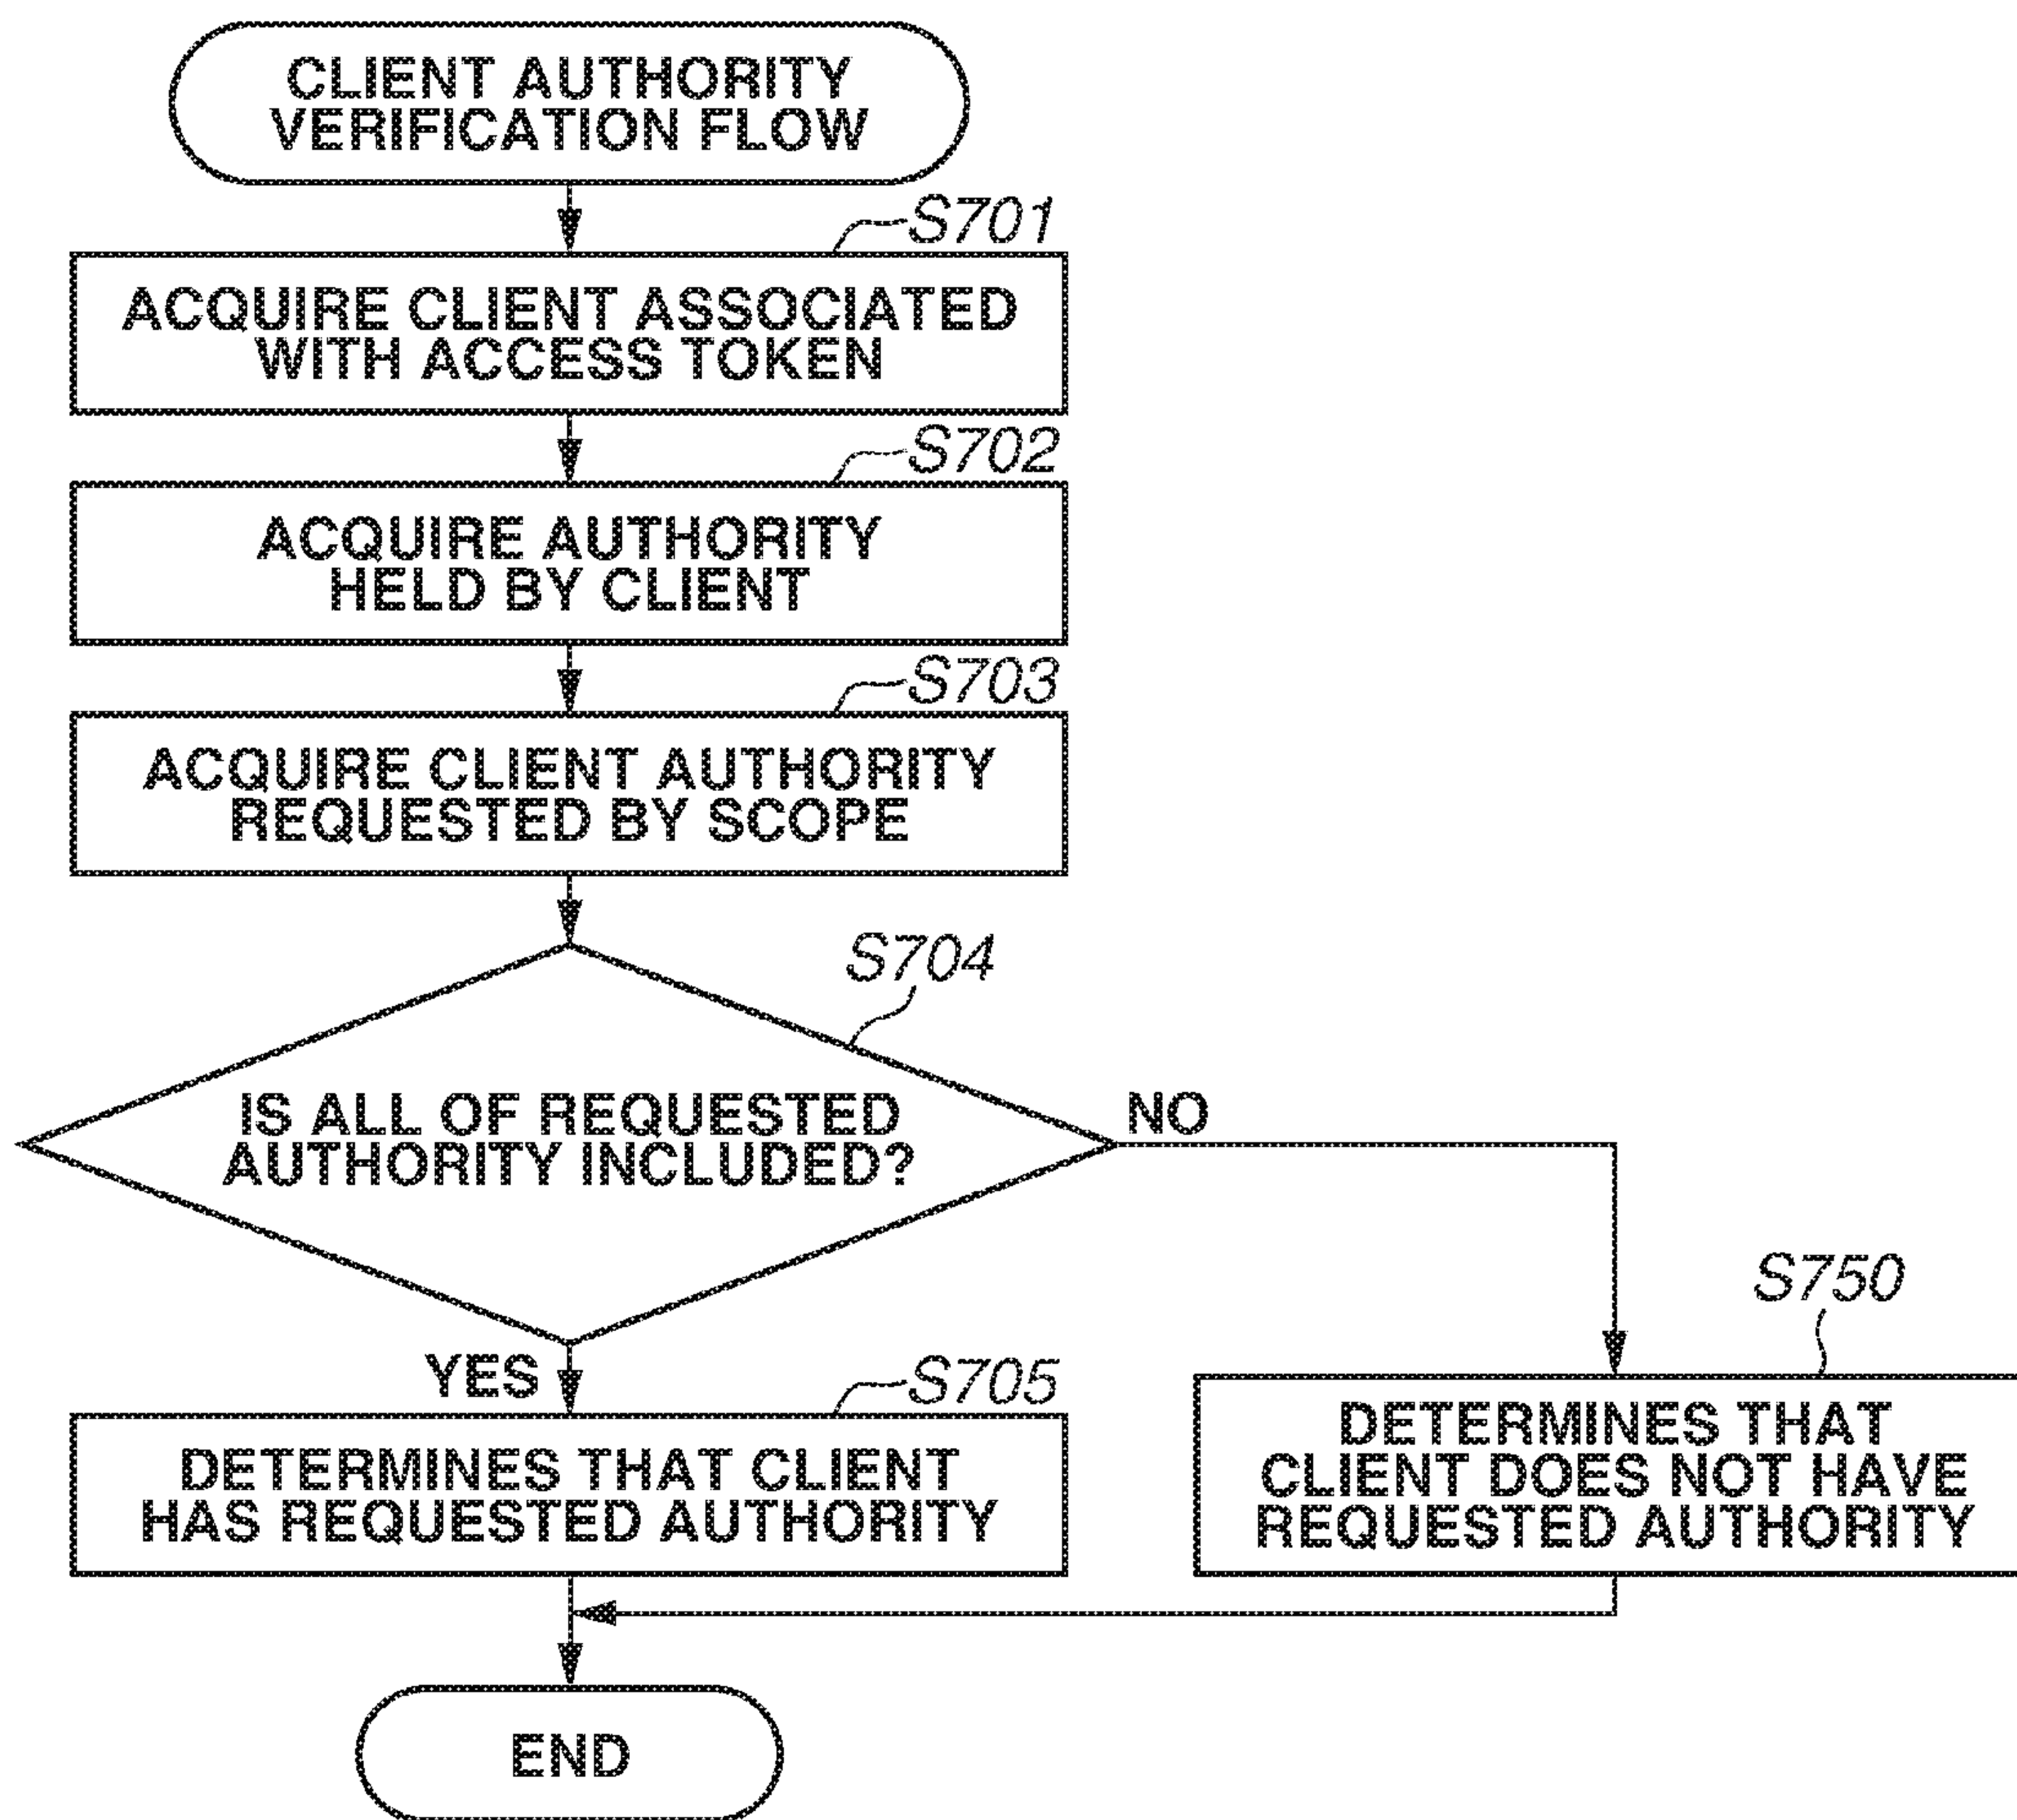 CLIENT AUTHORITY
VERIFICATION FLOW
S701
ACQUIRE CLIENT ASSOCIATED
WITH ACCESS TOKEN
S702
ACQUIRE AUTHORITY
HELD BY CLIENT
S703
ACQUIRE CLIENT AUTHORITY
REQUESTED BY SCOPE
S704
IS ALL OF REQUESTED
AUTHORITY INCLUDED?
NO
YES
S705
DETERMINES THAT CLIENT
HAS REQUESTED AUTHORITY
S750
DETERMINES THAT
CLIENT DOES NOT HAVE
REQUESTED AUTHORITY
END